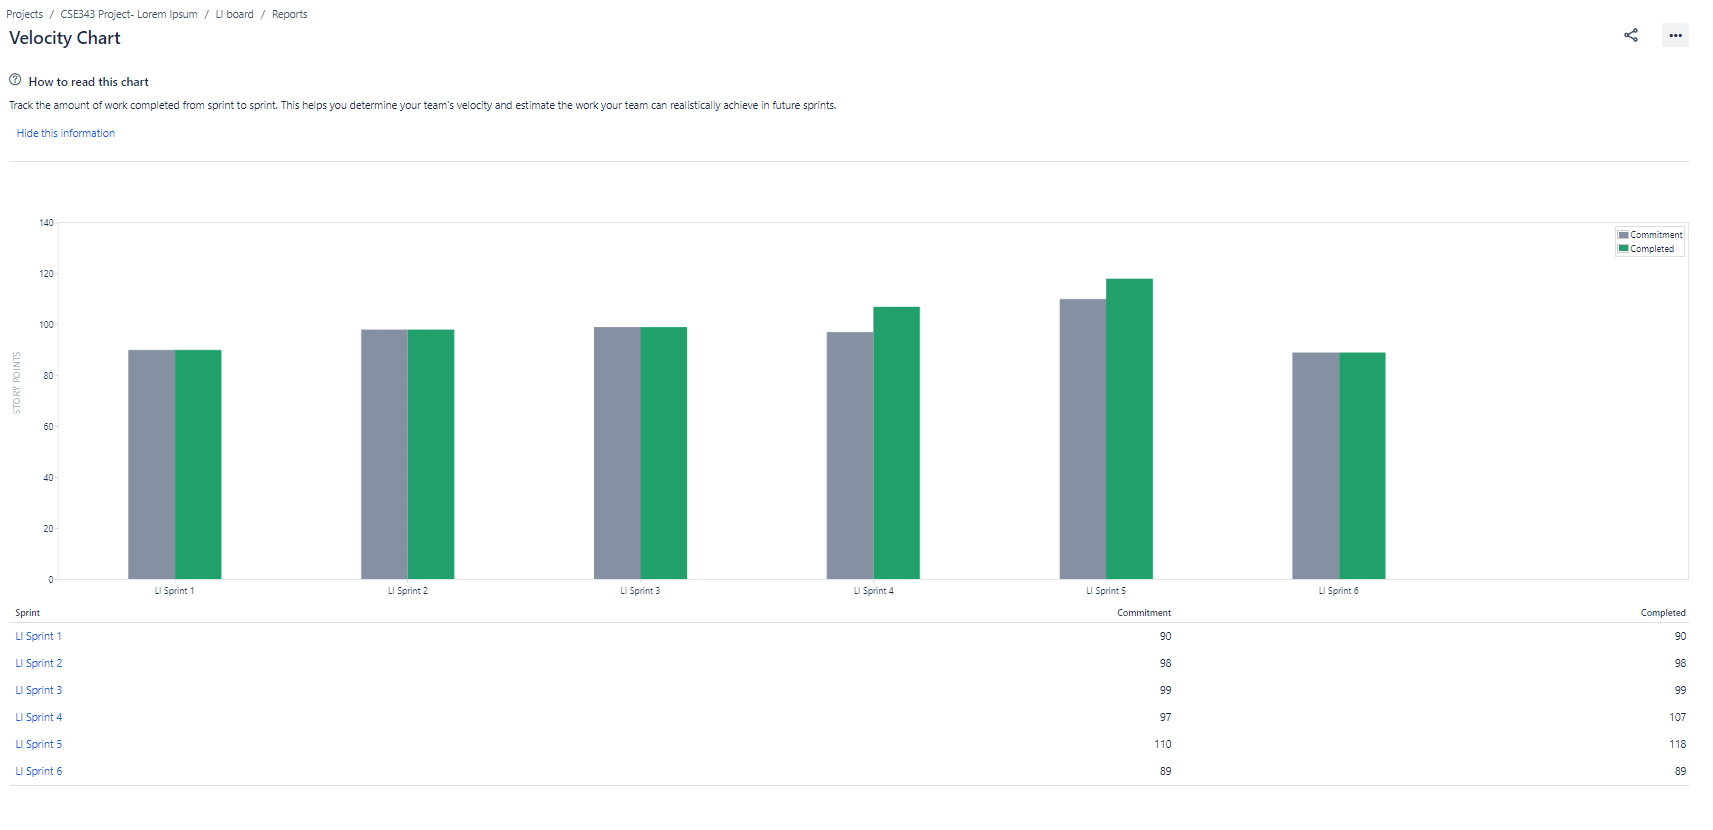 Projects / CSE343 Project- Lorem Ipsum / LI board / Reports
Velocity Chart
How to read this chart
Track the amount of work completed from sprint to sprint. This helps you determine your team's velocity and estimate the work your team can realistically achieve in future sprints.
Hide this information
140
120
100
80
60
40
20
0
STORY POINTS
Commitment
Completed
LI Sprint 1 LI Sprint 2 LI Sprint 3 LI Sprint 4 LI Sprint 5 LI Sprint 6
Sprint Commitment Completed
LI Sprint 1 90 90
LI Sprint 2 98 98
LI Sprint 3 99 99
LI Sprint 4 97 107
LI Sprint 5 110 118
LI Sprint 6 89 89